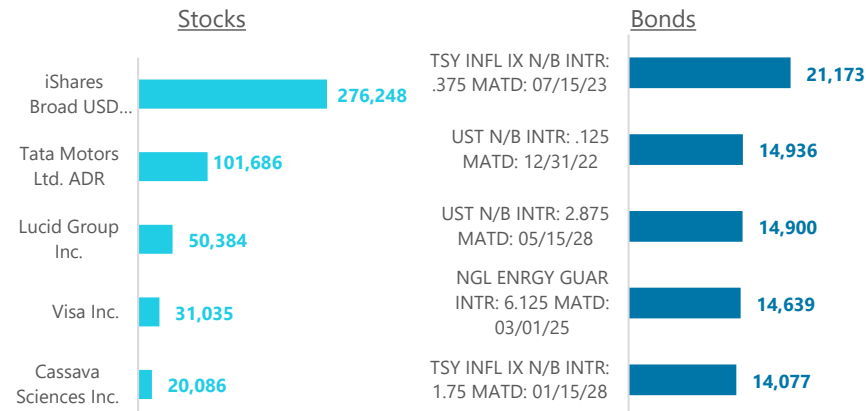 Stocks
iShares
Broad USD...
276,248
Tata Motors
Ltd. ADR
101,686
Lucid Group
Inc.
50,384
Visa Inc.
31,035
Cassava
Sciences Inc.
20,086
Bonds
TSY INFL IX N/B INTR:
.375 MATD: 07/15/23
21,173
UST N/B INTR: .125
MATD: 12/31/22
14,936
UST N/B INTR: 2.875
MATD: 05/15/28
14,900
NGL ENRGY GUAR
INTR: 6.125 MATD:
03/01/25
14,639
TSY INFL IX N/B INTR:
1.75 MATD: 01/15/28
14,077